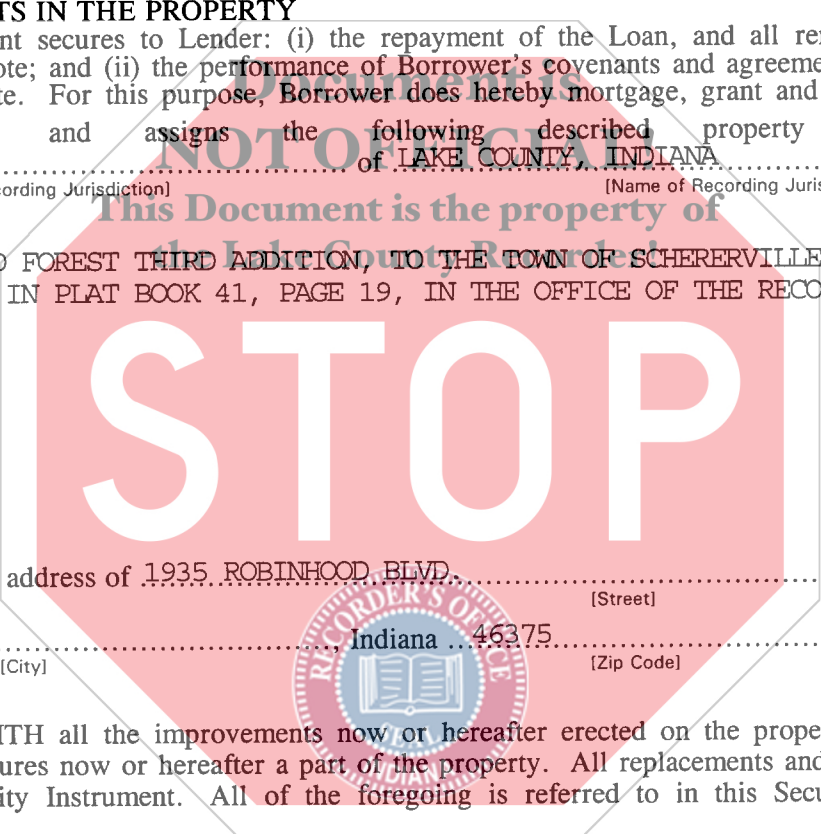 TS IN THE PROPERTY
nt secures to Lender: (i) the repayment of the Loan, and all re
ote; and (ii) the performance of Borrower's covenants and agreeme
te. For this purpose, Borrower does hereby mortgage, grant and
Document is
and assigns the following described property
NOT OFFICIAL!
of LAKE COUNTY, INDIANA
cording Jurisdiction] [Name of Recording Juris
This Document is the property of
the Lake County Recorder!
D FOREST THIRD ADDITION, TO THE TOWN OF SCHERERVILLE
IN PLAT BOOK 41, PAGE 19, IN THE OFFICE OF THE RECO
STOP
address of 1935 ROBINHOOD BLVD.
[Street]
RECORDER'S OFFICE
, Indiana 46375
[City] [Zip Code]
ITH all the improvements now or hereafter erected on the prope
INDIANA
ures now or hereafter a part of the property. All replacements and
ity Instrument. All of the foregoing is referred to in this Secu